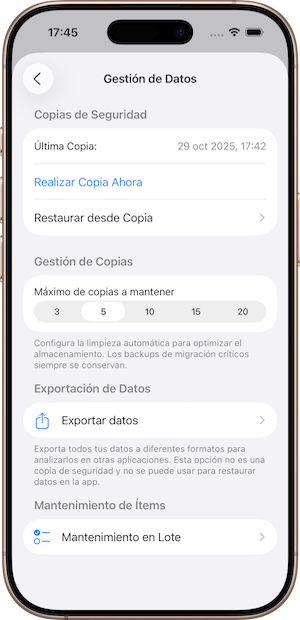 17:45
Gestión de Datos
Copias de Seguridad
Última Copia: 29 oct 2025, 17:42
Realizar Copia Ahora
Restaurar desde Copia
Gestión de Copias
Máximo de copias a mantener
3 5 10 15 20
Configura la limpieza automática para optimizar el
almacenamiento. Los backups de migración críticos
siempre se conservan.
Exportación de Datos
Exportar datos
Exporta todos tus datos a diferentes formatos para
analizarlos en otras aplicaciones. Esta opción no es una
copia de seguridad y no se puede usar para restaurar
datos en la app.
Mantenimiento de Ítems
Mantenimiento en Lote